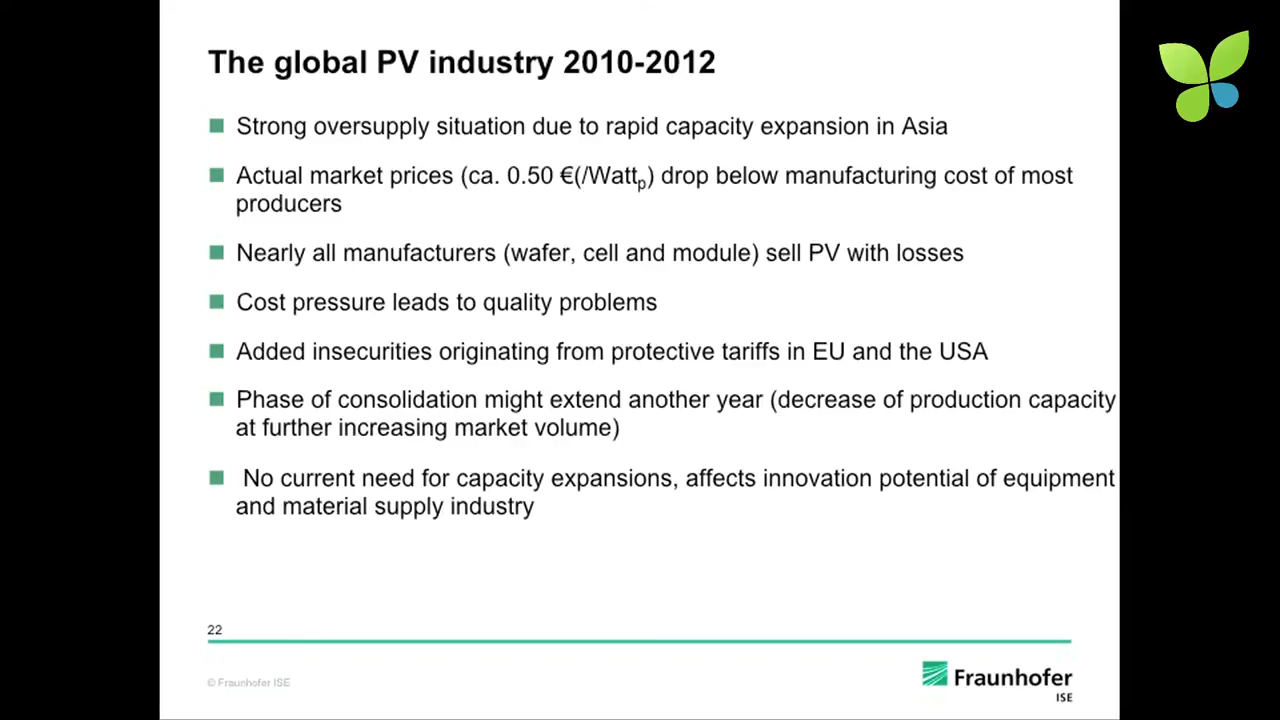 The global PV industry 2010-2012
Strong oversupply situation due to rapid capacity expansion in Asia
Actual market prices (ca. 0.50 €(/Wattp) drop below manufacturing cost of most
producers
Nearly all manufacturers (wafer, cell and module) sell PV with losses
Cost pressure leads to quality problems
Added insecurities originating from protective tariffs in EU and the USA
Phase of consolidation might extend another year (decrease of production capacity
at further increasing market volume)
No current need for capacity expansions, affects innovation potential of equipment
and material supply industry
22
© Fraunhofer ISE
Fraunhofer
ISE